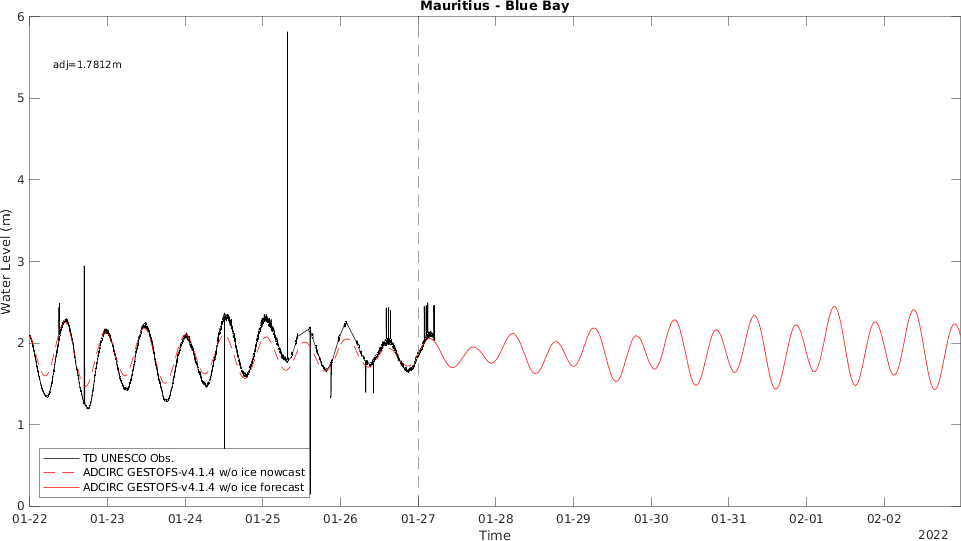 Mauritius - Blue Bay
6
adj=1.7812m
5
4
3
2
1
0
Water Level (m)
TD UNESCO Obs.
ADCIRC GESTOFS-v4.1.4 w/o ice nowcast
ADCIRC GESTOFS-v4.1.4 w/o ice forecast
01-22 01-23 01-24 01-25 01-26 01-27 01-28 01-29 01-30 01-31 02-01 02-02
Time
2022